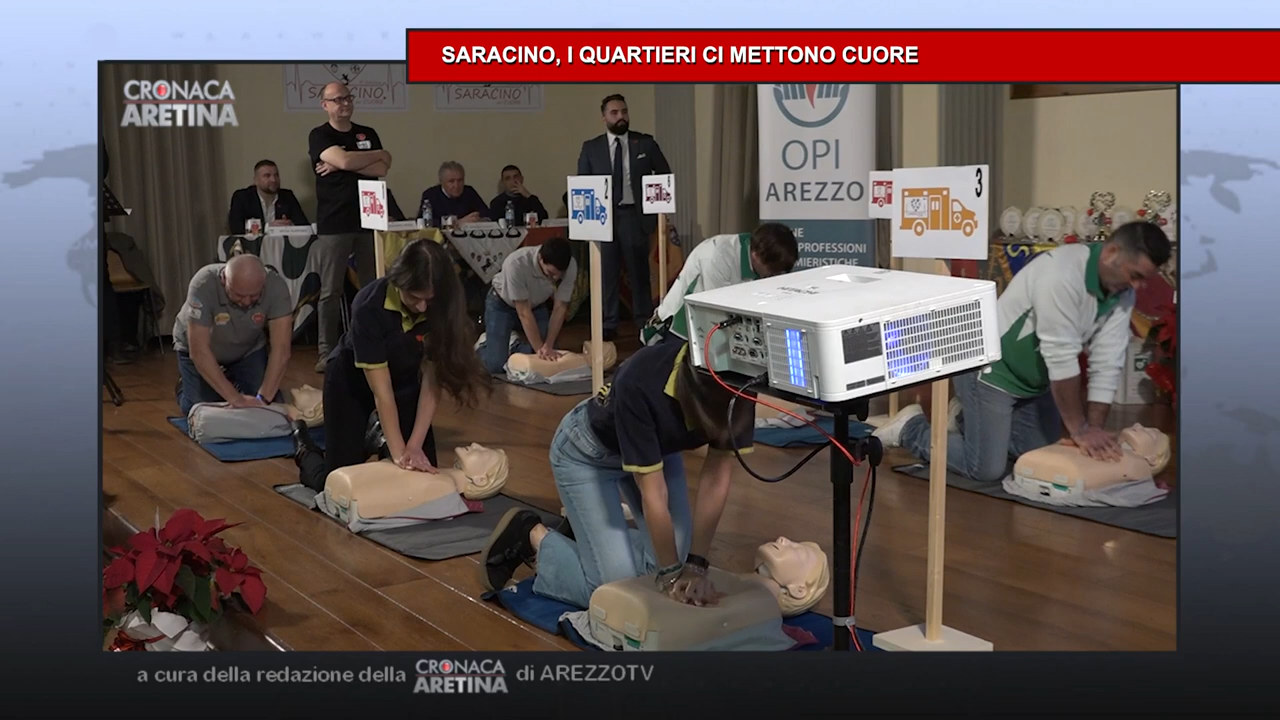 SARACINO, I QUARTIERI CI METTONO CUORE
CRONACA
ARETINA
SARACINO
SARACINO
OPI
AREZZO
PROFESSIONI
2
3
a cura della redazione della CRONACA ARETINA di AREZZOTV